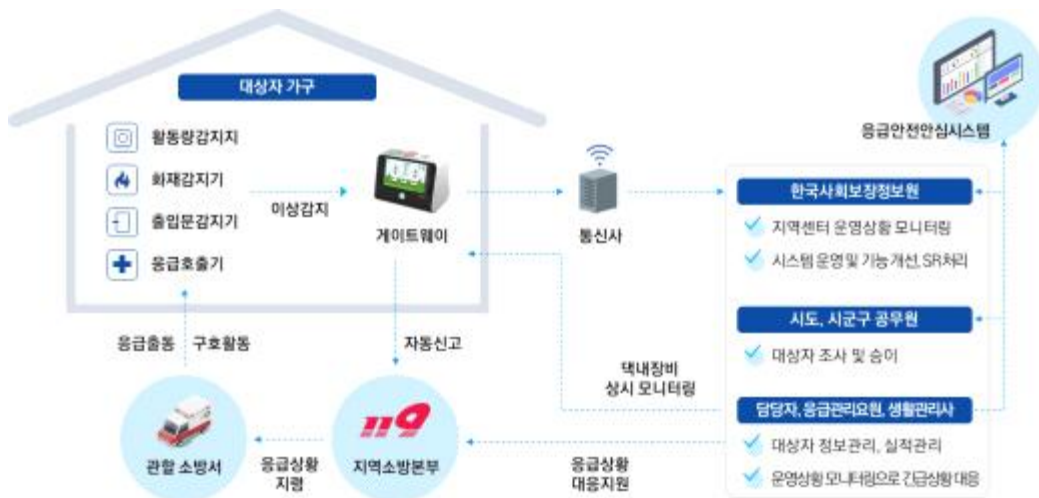 대상자 가구
활동량감지지
화재감지기
출입문감지기
응급호출기
이상감지
게이트웨이
통신사
응급안전안심시스템
한국사회보장정보원
지역센터 운영상황 모니터링
시스템 운영 및 기능 개선, SR처리
시도, 시군구 공무원
대상자 조사 및 승이
담당자, 응급관리요원, 생활관리사
대상자 정보관리, 실적관리
운영상황 모니터링으로 긴급상황 대응
댁내장비
상시 모니터링
응급출동 구호활동
자동신고
119
관할 소방서
응급상황
지령
지역소방본부
응급상황
대응지원